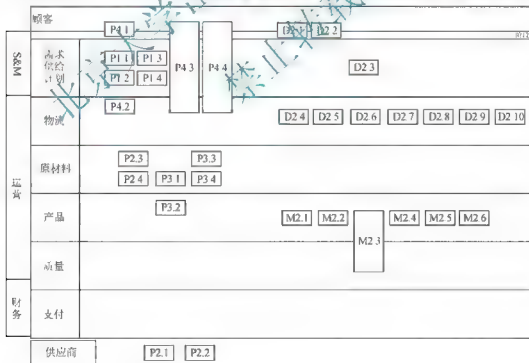 顾客
P4.1
D2.1 D2.2
S&M
需求
供给
计划
P1.1 P1.3
P1.2 P1.4
P4.3 P4.4
D2.3
P4.2
物流
D2.4 D2.5 D2.6 D2.7 D2.8 D2.9 D2.10
运营
原材料
P2.3 P3.3
P2.4 P3.1 P3.4
P3.2
产品
M2.1 M2.2 M2.3 M2.4 M2.5 M2.6
质量
财务
支付
供应商
P2.1 P2.2